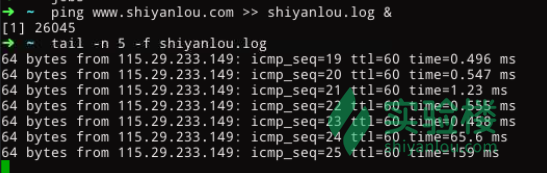 ➜  ~  ping www.shiyanlou.com >> shiyanlou.log &
[1] 26045
➜  ~  tail -n 5 -f shiyanlou.log
64 bytes from 115.29.233.149: icmp_seq=19 ttl=60 time=0.496 ms
64 bytes from 115.29.233.149: icmp_seq=20 ttl=60 time=0.547 ms
64 bytes from 115.29.233.149: icmp_seq=21 ttl=60 time=1.23 ms
64 bytes from 115.29.233.149: icmp_seq=22 ttl=60 time=0.555 ms
64 bytes from 115.29.233.149: icmp_seq=23 ttl=60 time=0.458 ms
64 bytes from 115.29.233.149: icmp_seq=24 ttl=60 time=65.6 ms
64 bytes from 115.29.233.149: icmp_seq=25 ttl=60 time=159 ms
实验楼
shiyanlou.com